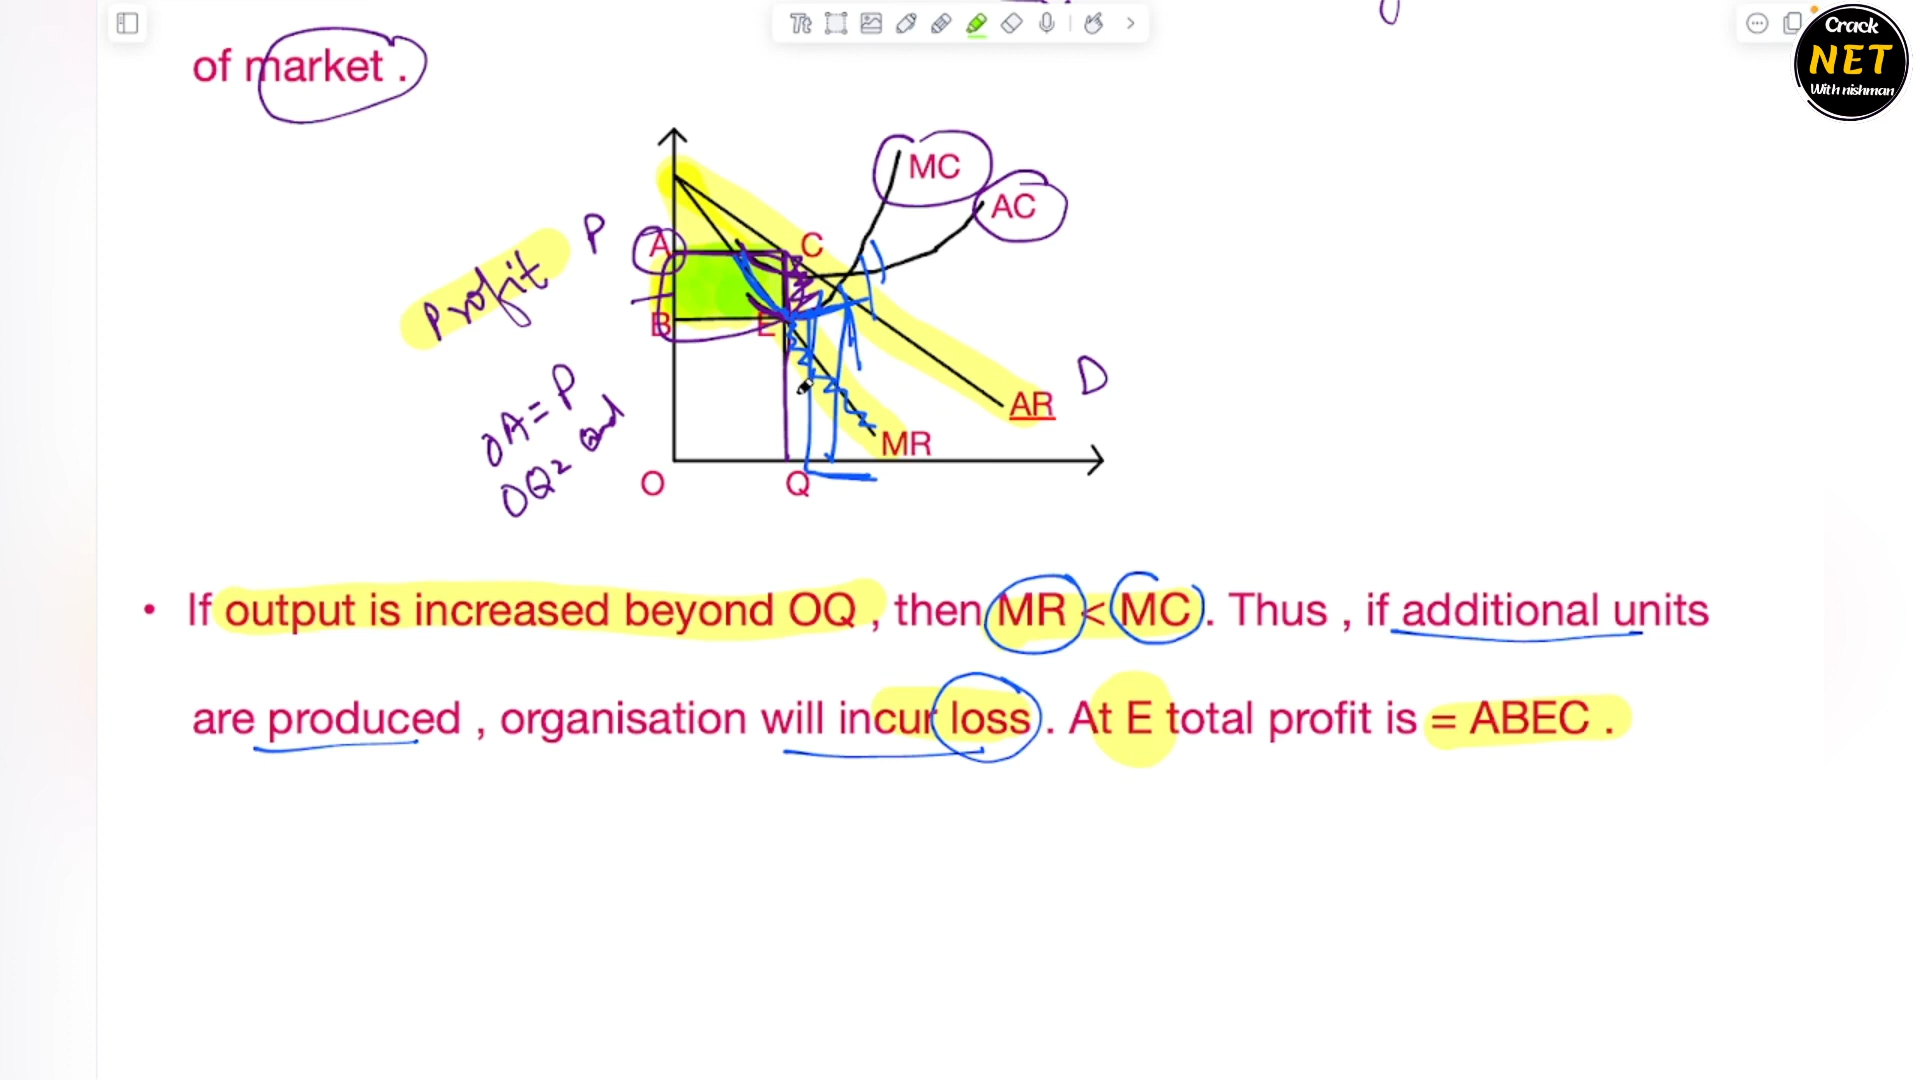 Tt
Crack
NET
With nishman
of market .
MC
AC
P
A
C
Profit
B
E
D
AR
OA = P
MR
O
Q
• If output is increased beyond OQ , then MR < MC . Thus , if additional units
are produced , organisation will incur loss . At E total profit is = ABEC .